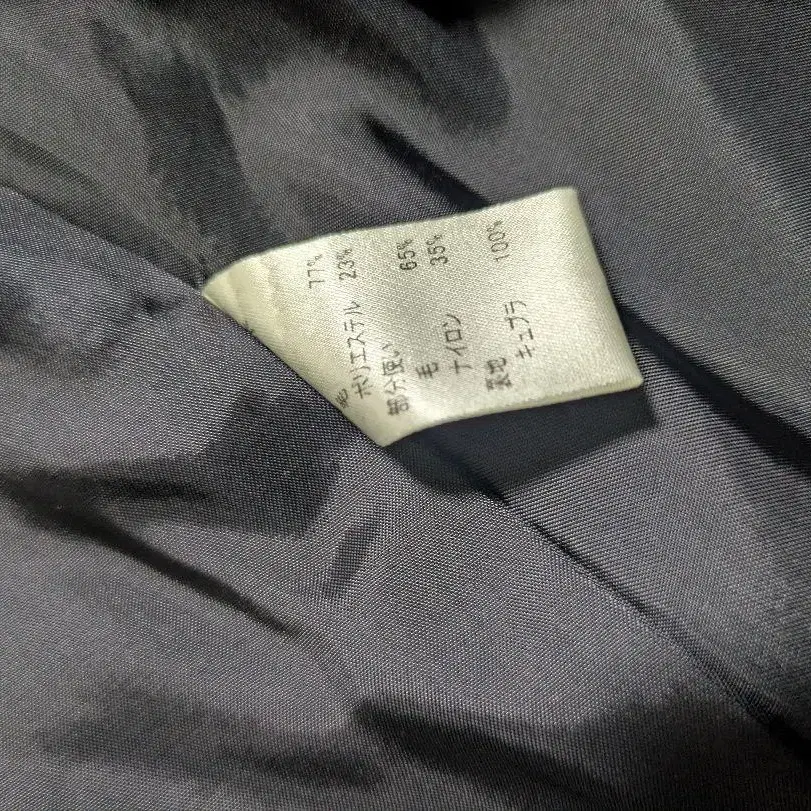 毛 77%
ポリエステル 23%
部分使い
毛 65%
ナイロン 35%
裏地
キュプラ 100%